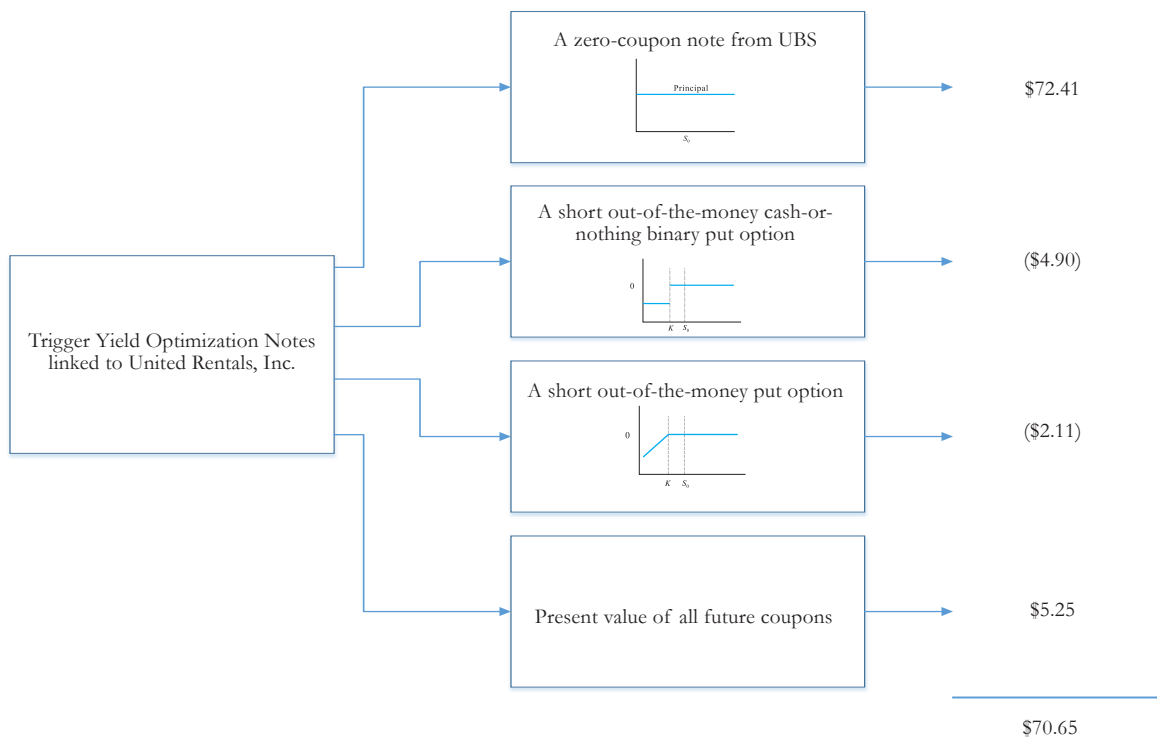 Trigger Yield Optimization Notes
linked to United Rentals, Inc.
A zero-coupon note from UBS
Principal
S₀
$72.41
A short out-of-the-money cash-or-
nothing binary put option
0
K S₀
($4.90)
A short out-of-the-money put option
0
K S₀
($2.11)
Present value of all future coupons
$5.25
$70.65